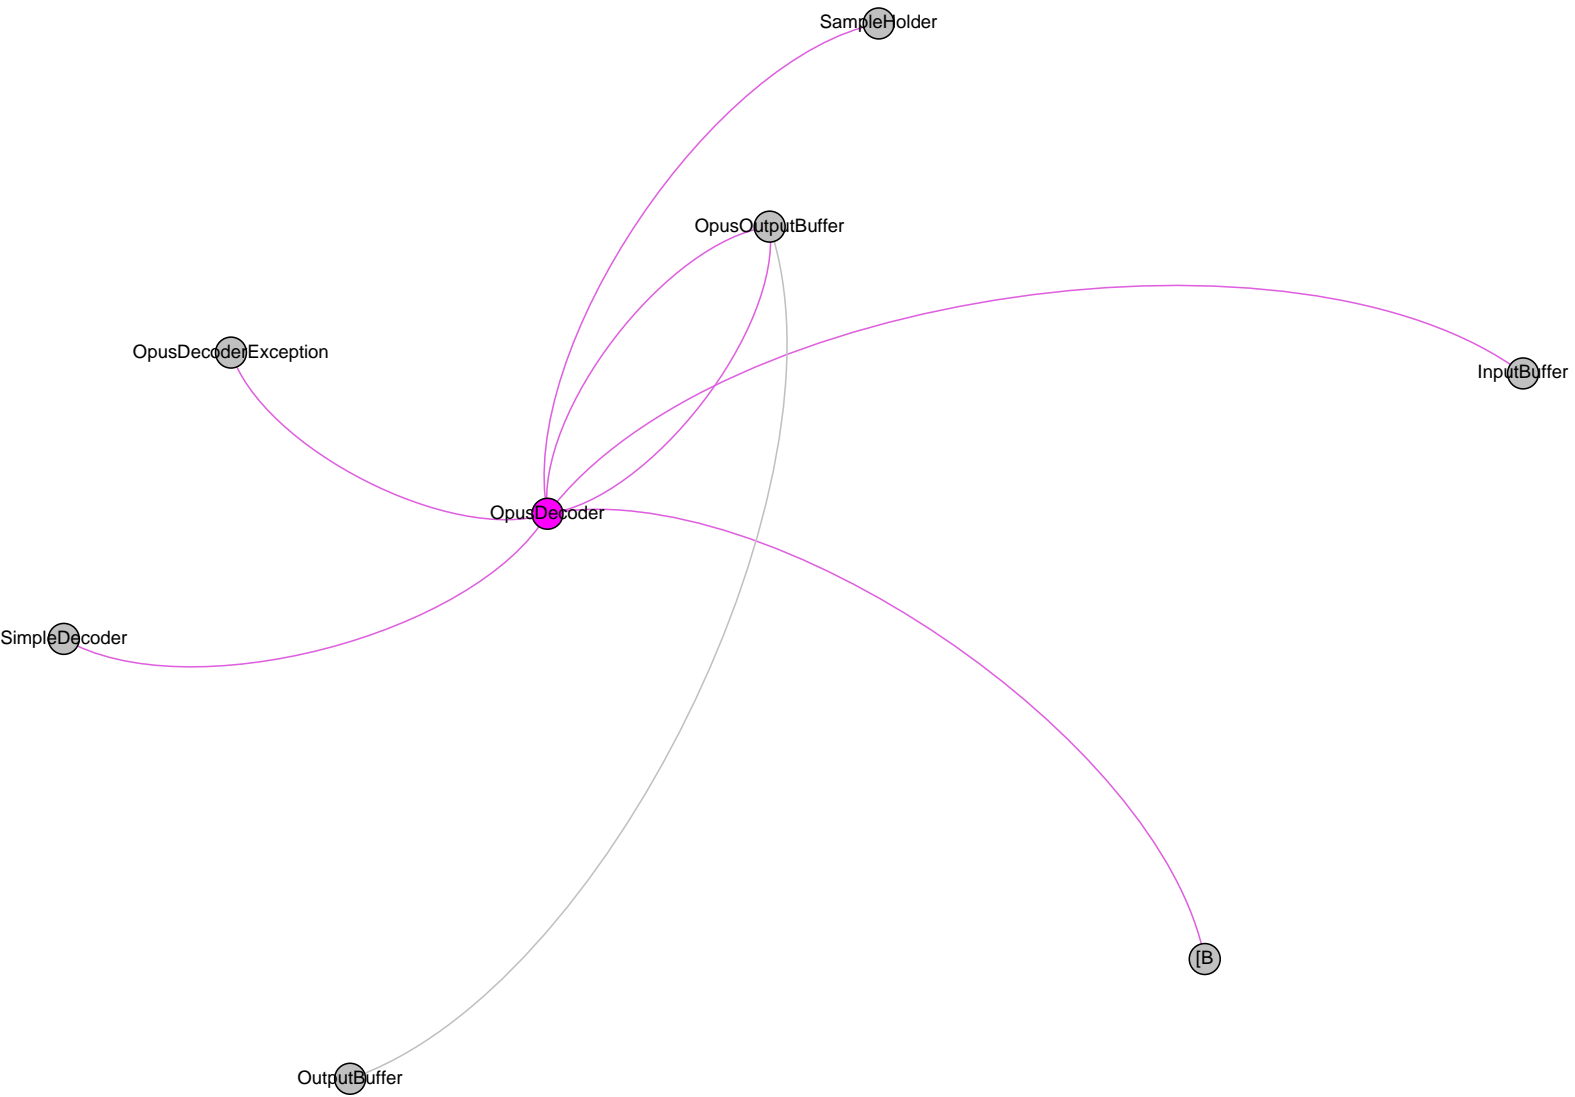 SampleHolder
OpusOutputBuffer
OpusDecoderException
InputBuffer
OpusDecoder
SimpleDecoder
[B
OutputBuffer